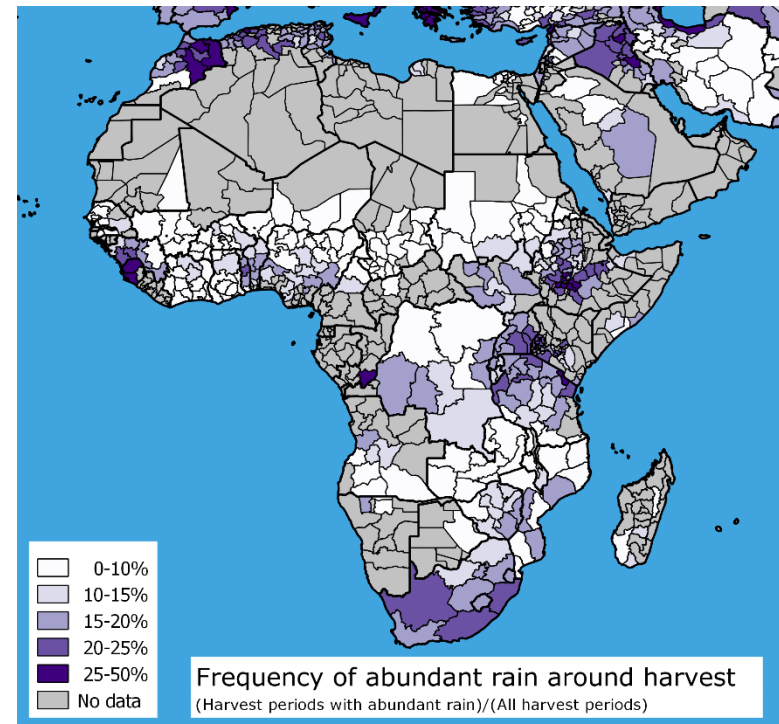 0-10%
10-15%
15-20%
20-25%
25-50%
No data
Frequency of abundant rain around harvest
(Harvest periods with abundant rain)/(All harvest periods)